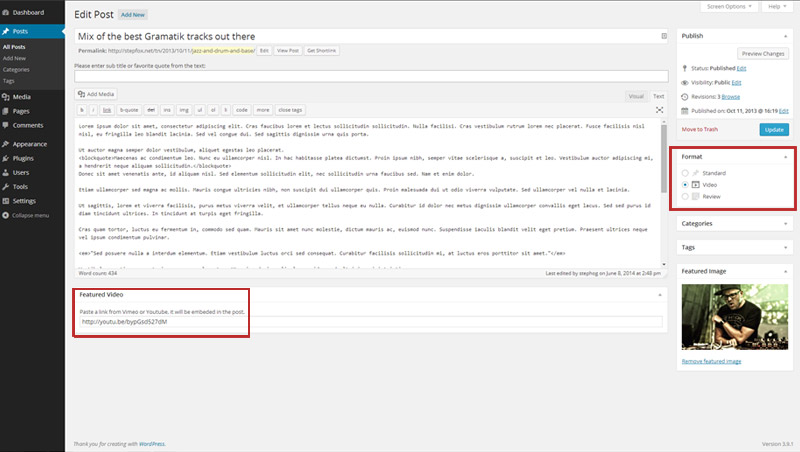 Screen Options
Help
Dashboard
Posts
All Posts
Add New
Categories
Tags
Media
Pages
Comments
Appearance
Plugins
Users
Tools
Settings
Collapse menu
Edit Post
Add New
Mix of the best Gramatik tracks out there
Permalink: http://stepfox.net/tn/2013/10/11/jazz-and-drum-and-base/
Edit
View Post
Get Shortlink
Please enter sub title or favorite quote from the text:
Add Media
Visual
Text
b
i
link
b-quote
del
ins
img
ul
ol
li
code
more
close tags
Lorem ipsum dolor sit amet, consectetur adipiscing elit. Cras faucibus lorem et lectus sollicitudin sollicitudin. Nulla facilisi. Cras vestibulum rutrum lorem nec placerat. Fusce facilisis nisl
nisl, eu fringilla leo blandit lacinia. Sed vel congue dui. Sed sagittis dignissim urna quis porta.
Ut auctor magna semper dolor vestibulum, aliquet egestas leo placerat.
<blockquote>Maecenas ac condimentum leo. Nunc eu ullamcorper nisl. In hac habitasse platea dictumst. Proin ipsum nibh, semper vitae scelerisque a, suscipit et leo. Vestibulum auctor adipiscing mi,
a hendrerit neque aliquam sollicitudin.</blockquote>
Donec sit amet venenatis ante, id aliquam nisl. Sed elementum sollicitudin elit, nec sollicitudin urna faucibus sed. Nam et enim dolor.
Etiam ullamcorper sed magna ac mollis. Mauris congue ultricies nibh, non suscipit dui ullamcorper quis. Proin malesuada dui ut odio viverra vulputate. Sed ullamcorper vel nulla et lacinia.
Ut sagittis, lorem et viverra facilisis, purus metus viverra velit, et ullamcorper tellus neque eu nulla. Curabitur id dolor nec metus dignissim ullamcorper convallis eget lacus. Sed sed purus id
diam tincidunt ultrices. In tincidunt at turpis eget fringilla.
Cras quam tortor, luctus eu fermentum in, commodo sed quam. Mauris sit amet nunc molestie, dictum mauris ac, euismod nunc. Suspendisse iaculis blandit velit eget pretium. Praesent ultrices neque
vel ipsum condimentum pulvinar.
<em>"Sed posuere nulla a interdum elementum. Etiam vestibulum luctus orci sed consequat. Curabitur facilisis sollicitudin mi, at luctus eros porttitor sit amet."</em>
Word count: 434
Last edited by stephog on June 8, 2014 at 2:48 pm
Featured Video
Paste a link from Vimeo or Youtube, it will be embeded in the post.
http://youtu.be/bypGsd527dM
Publish
Preview Changes
Status: Published Edit
Visibility: Public Edit
Revisions: 3 Browse
Published on: Oct 11, 2013 @ 16:19 Edit
Move to Trash
Update
Format
Standard
Video
Review
Categories
Tags
Featured Image
Remove featured image
Thank you for creating with WordPress.
Version 3.9.1